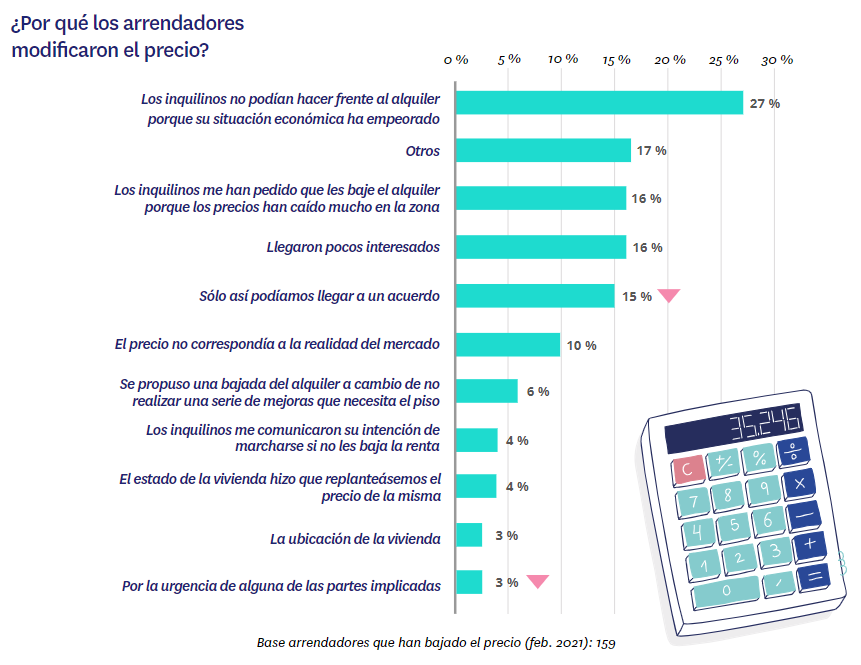 ¿Por qué los arrendadores
modificaron el precio?
0 % 5 % 10 % 15 % 20 % 25 % 30 %
Los inquilinos no podían hacer frente al alquiler
porque su situación económica ha empeorado
27 %
Otros
17 %
Los inquilinos me han pedido que les baje el alquiler
porque los precios han caído mucho en la zona
16 %
Llegaron pocos interesados
16 %
Sólo así podíamos llegar a un acuerdo
15 %
El precio no correspondía a la realidad del mercado
10 %
Se propuso una bajada del alquiler a cambio de no
realizar una serie de mejoras que necesita el piso
6 %
Los inquilinos me comunicaron su intención de
marcharse si no les baja la renta
4 %
El estado de la vivienda hizo que replanteásemos el
precio de la misma
4 %
La ubicación de la vivienda
3 %
Por la urgencia de alguna de las partes implicadas
3 %
35.246
C +/- % ÷
7 8 9 ×
4 5 6 —
1 2 3 +
0 , =
Base arrendadores que han bajado el precio (feb. 2021): 159